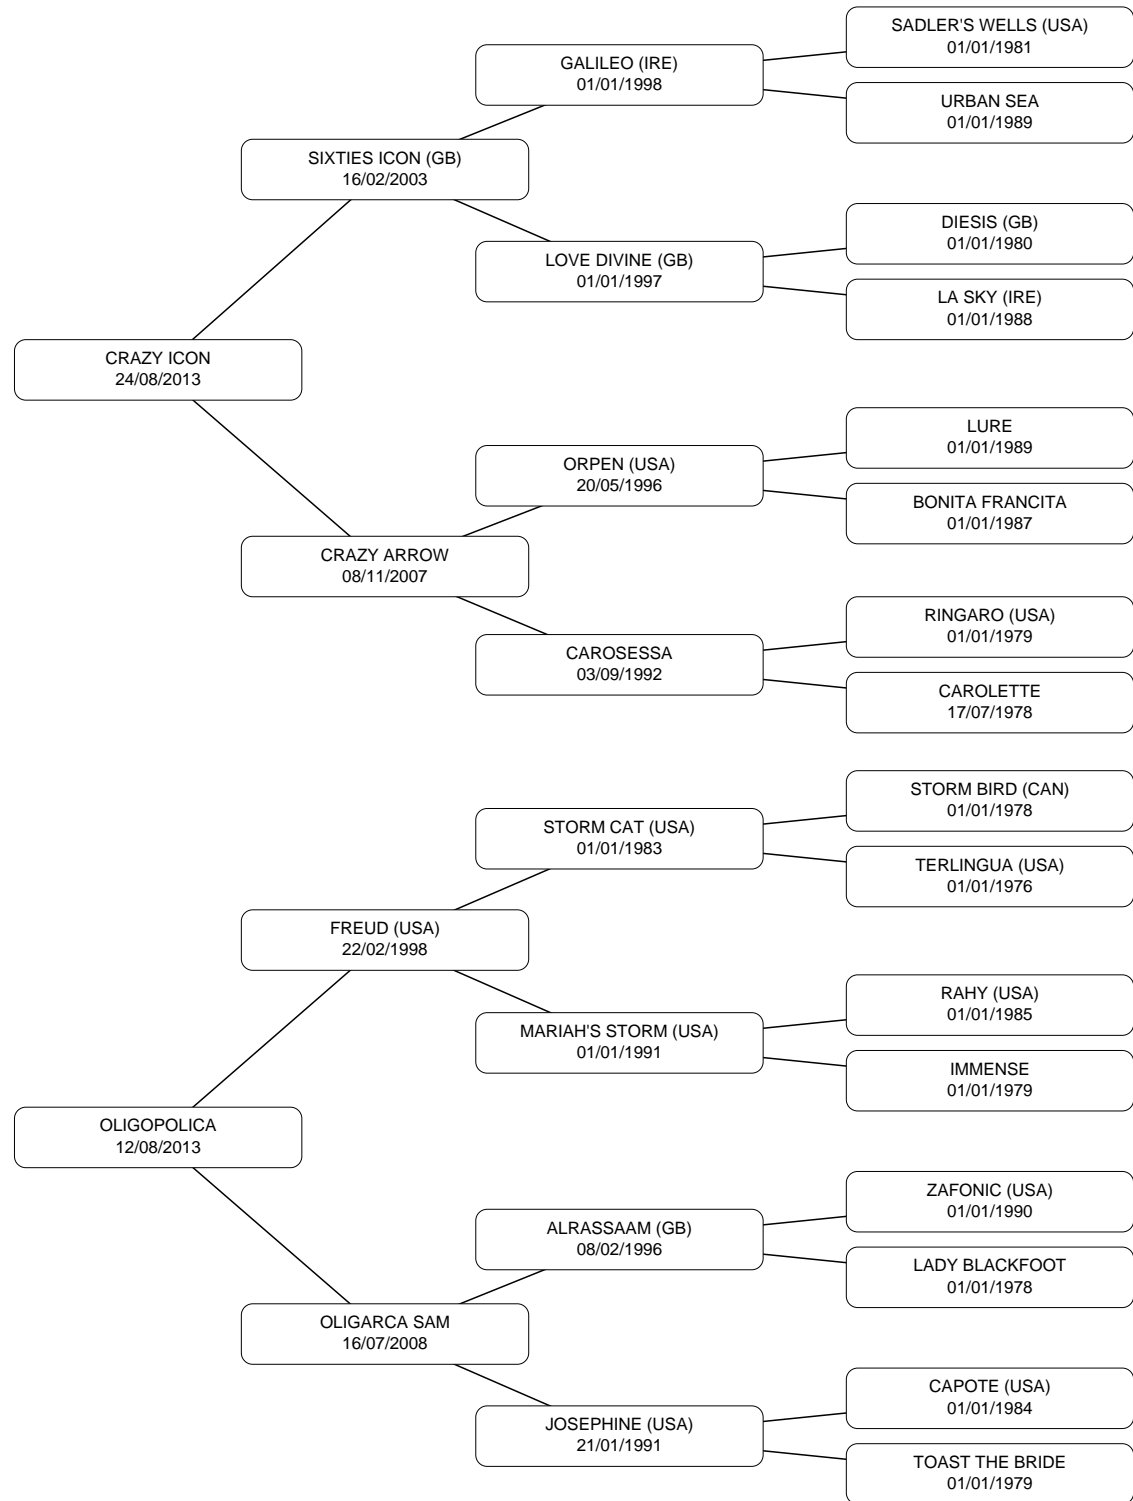 SADLER'S WELLS (USA)
01/01/1981
GALILEO (IRE)
01/01/1998
URBAN SEA
01/01/1989
SIXTIES ICON (GB)
16/02/2003
DIESIS (GB)
01/01/1980
LOVE DIVINE (GB)
01/01/1997
LA SKY (IRE)
01/01/1988
CRAZY ICON
24/08/2013
LURE
01/01/1989
ORPEN (USA)
20/05/1996
BONITA FRANCITA
01/01/1987
CRAZY ARROW
08/11/2007
RINGARO (USA)
01/01/1979
CAROSESSA
03/09/1992
CAROLETTE
17/07/1978
STORM BIRD (CAN)
01/01/1978
STORM CAT (USA)
01/01/1983
TERLINGUA (USA)
01/01/1976
FREUD (USA)
22/02/1998
RAHY (USA)
01/01/1985
MARIAH'S STORM (USA)
01/01/1991
IMMENSE
01/01/1979
OLIGOPOLICA
12/08/2013
ZAFONIC (USA)
01/01/1990
ALRASSAAM (GB)
08/02/1996
LADY BLACKFOOT
01/01/1978
OLIGARCA SAM
16/07/2008
CAPOTE (USA)
01/01/1984
JOSEPHINE (USA)
21/01/1991
TOAST THE BRIDE
01/01/1979